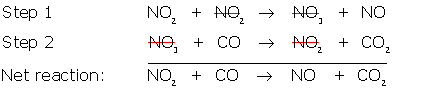 Step 1 NO₂ + NO₂ → NO₃ + NO
Step 2 NO₃ + CO → NO₂ + CO₂
Net reaction: NO₂ + CO → NO + CO₂